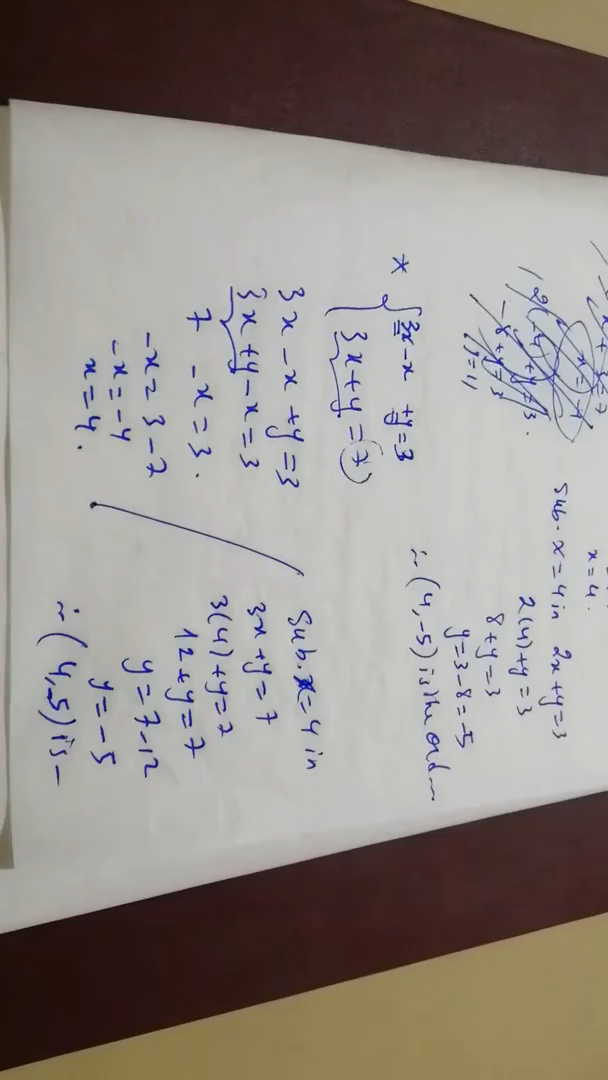 x = 4.
Sub. x = 4 in 2x + y = 3
2(4) + y = 3
8 + y = 3
y = 3 - 8 = -5
∴ (4, -5) is the
* { 3x - x + y = 3
3x + y = 7
3x - x + y = 3
3x + y - x = 3
7 - x = 3.
-x = 3 - 7
-x = -4
x = 4.
Sub. x = 4 in
3x + y = 7
3(4) + y = 7
12 + y = 7
y = 7 - 12
y = -5
∴ (4, -5) is -